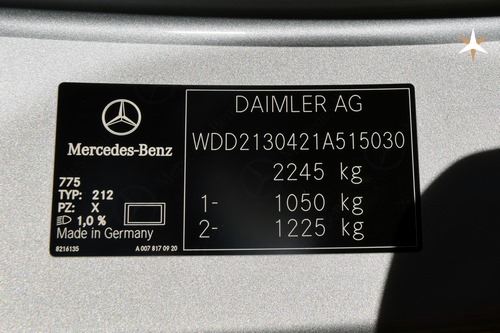 DAIMLER AG
WDD2130421A515030
2245 kg
1- 1050 kg
2- 1225 kg
Mercedes-Benz
775
TYP: 212
PZ: X
1,0 %
Made in Germany
8216135
A 007 817 09 20